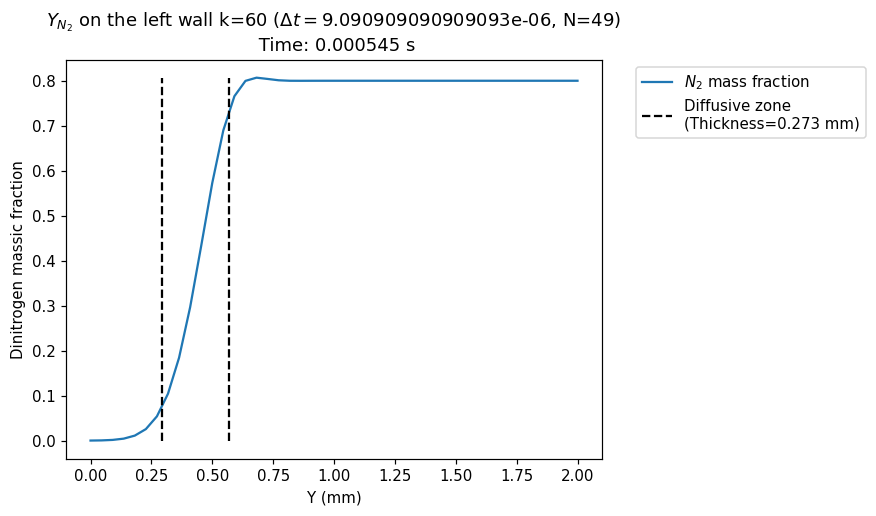 Y_{N_2} on the left wall k=60 (Δt = 9.090909090909093e-06, N=49)
Time: 0.000545 s
N_2 mass fraction
Diffusive zone
(Thickness=0.273 mm)
Dinitrogen massic fraction
0.8
0.7
0.6
0.5
0.4
0.3
0.2
0.1
0.0
0.00 0.25 0.50 0.75 1.00 1.25 1.50 1.75 2.00
Y (mm)